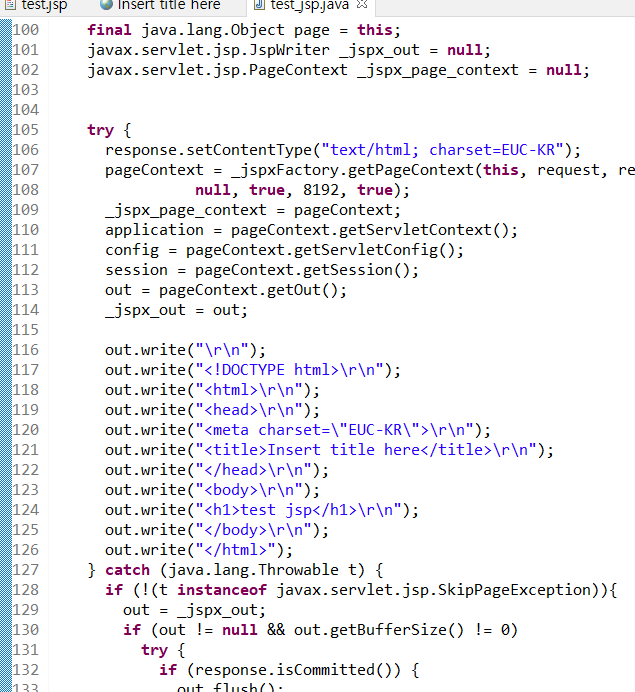 test.jsp Insert title here test_jsp.java
100 final java.lang.Object page = this;
101 javax.servlet.jsp.JspWriter _jspx_out = null;
102 javax.servlet.jsp.PageContext _jspx_page_context = null;
103
104
105 try {
106 response.setContentType("text/html; charset=EUC-KR");
107 pageContext = _jspxFactory.getPageContext(this, request, re
108 null, true, 8192, true);
109 _jspx_page_context = pageContext;
110 application = pageContext.getServletContext();
111 config = pageContext.getServletConfig();
112 session = pageContext.getSession();
113 out = pageContext.getOut();
114 _jspx_out = out;
115
116 out.write("\r\n");
117 out.write("<!DOCTYPE html>\r\n");
118 out.write("<html>\r\n");
119 out.write("<head>\r\n");
120 out.write("<meta charset=\"EUC-KR\">\r\n");
121 out.write("<title>Insert title here</title>\r\n");
122 out.write("</head>\r\n");
123 out.write("<body>\r\n");
124 out.write("<h1>test jsp</h1>\r\n");
125 out.write("</body>\r\n");
126 out.write("</html>");
127 } catch (java.lang.Throwable t) {
128 if (!(t instanceof javax.servlet.jsp.SkipPageException)){
129 out = _jspx_out;
130 if (out != null && out.getBufferSize() != 0)
131 try {
132 if (response.isCommitted()) {
133 out.flush();